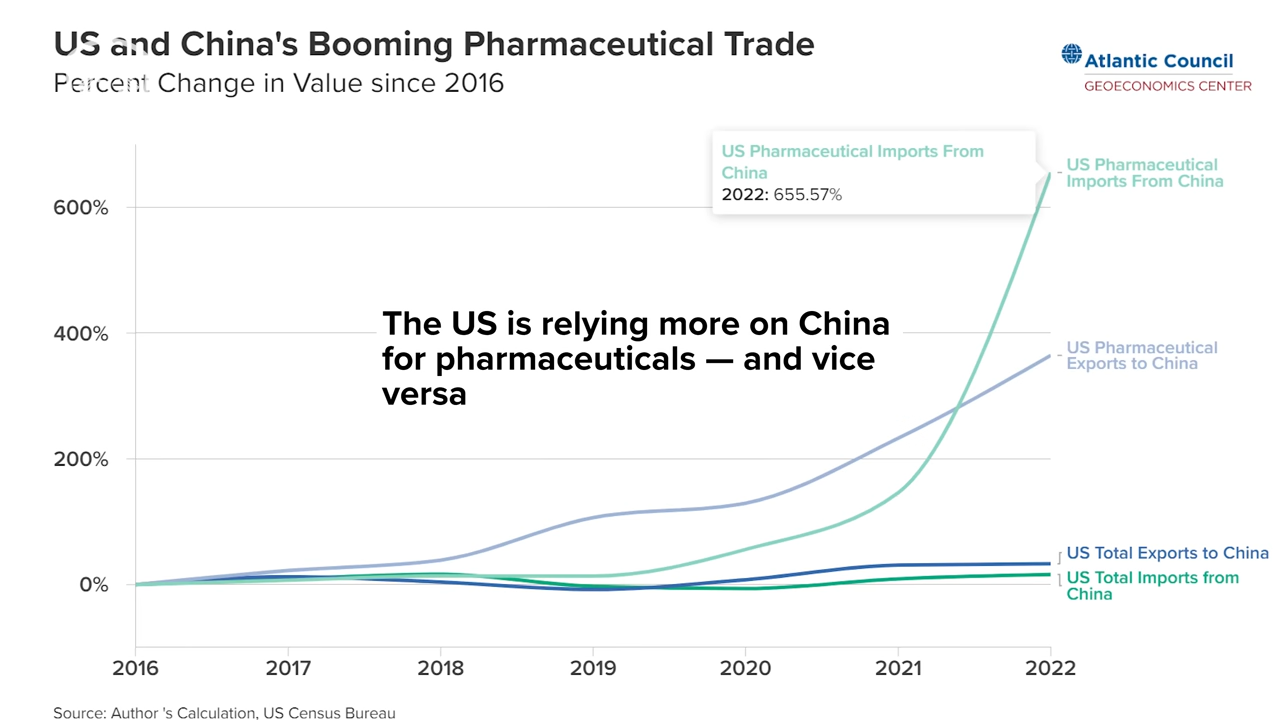 US and China's Booming Pharmaceutical Trade
Percent Change in Value since 2016
Atlantic Council
GEOECONOMICS CENTER
US Pharmaceutical Imports From
China
2022: 655.57%
US Pharmaceutical
Imports From China
600%
The US is relying more on China
for pharmaceuticals — and vice
versa
400%
US Pharmaceutical
Exports to China
200%
US Total Exports to China
US Total Imports from
China
0%
2016 2017 2018 2019 2020 2021 2022
Source: Author 's Calculation, US Census Bureau